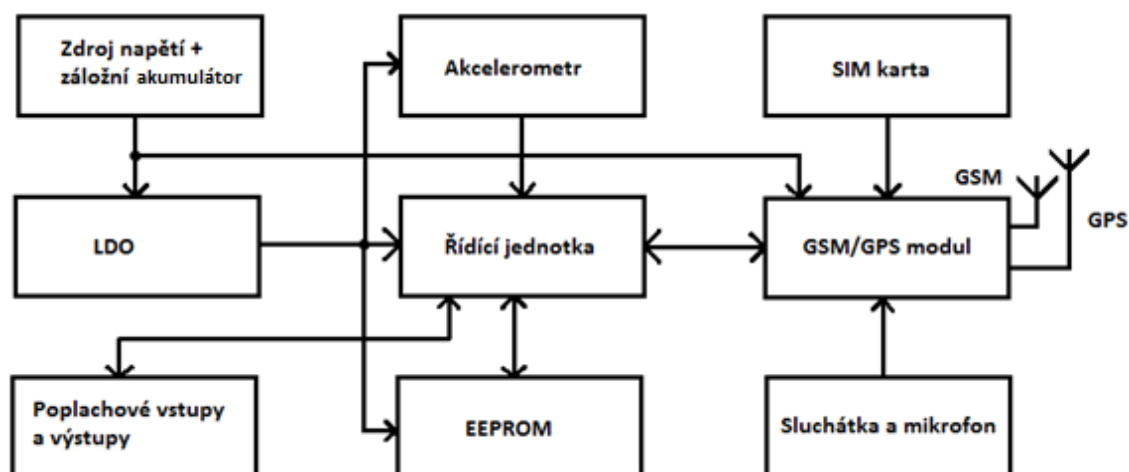 Zdroj napětí +
záložní akumulátor
Akcelerometr
SIM karta
GSM
GPS
LDO
Řídící jednotka
GSM/GPS modul
Poplachové vstupy
a výstupy
EEPROM
Sluchátka a mikrofon